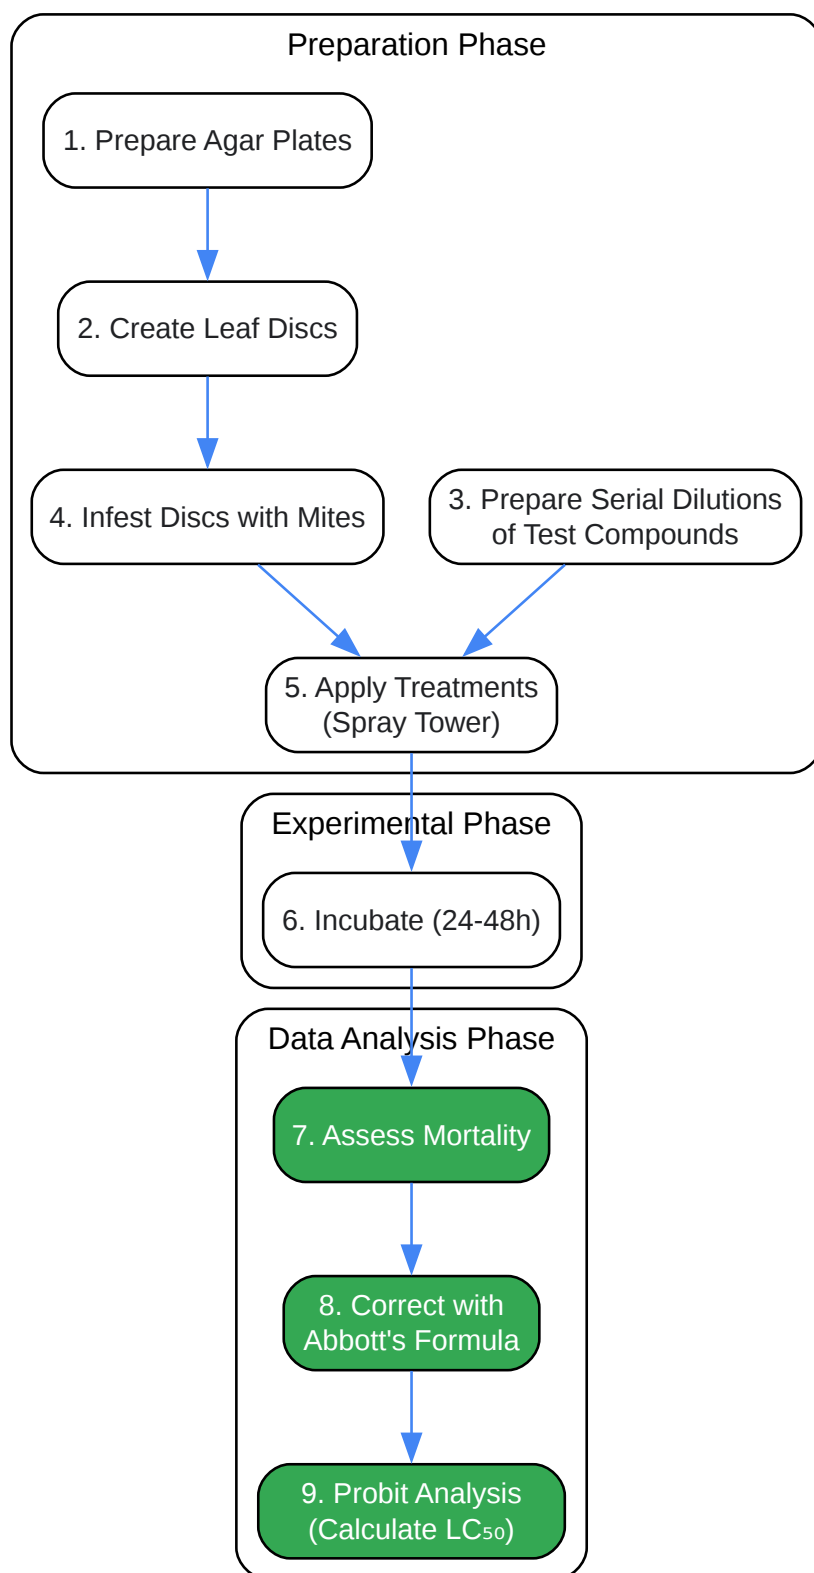 Preparation Phase
1. Prepare Agar Plates
2. Create Leaf Discs
4. Infest Discs with Mites
3. Prepare Serial Dilutions
of Test Compounds
5. Apply Treatments
(Spray Tower)
Experimental Phase
6. Incubate (24-48h)
Data Analysis Phase
7. Assess Mortality
8. Correct with
Abbott's Formula
9. Probit Analysis
(Calculate LC₅₀)